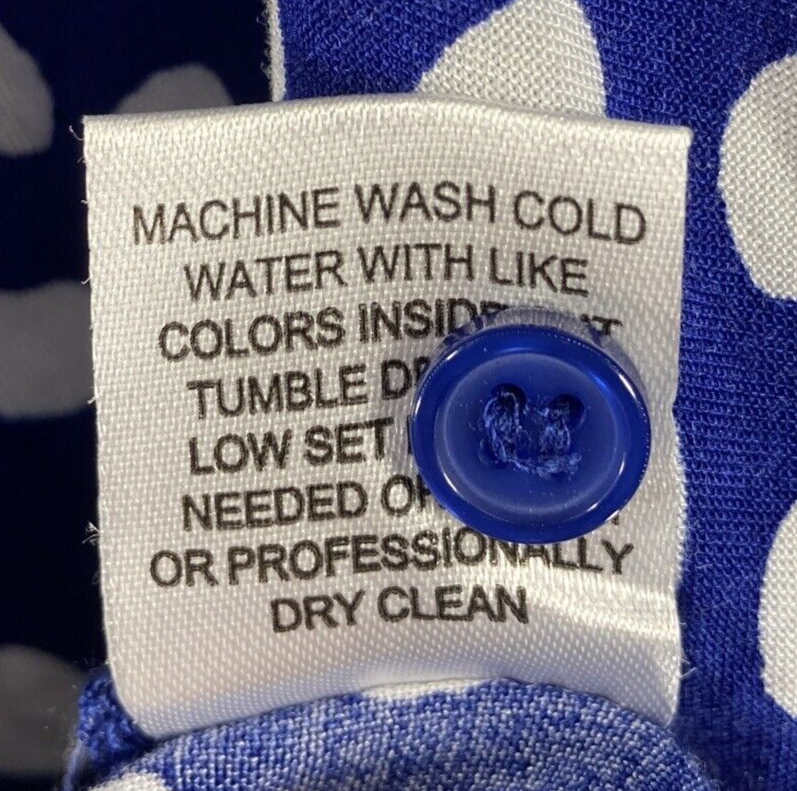 MACHINE WASH COLD
WATER WITH LIKE
COLORS
TUMBLE
LOW SET
NEEDED
OR PROFESSIONALLY
DRY CLEAN